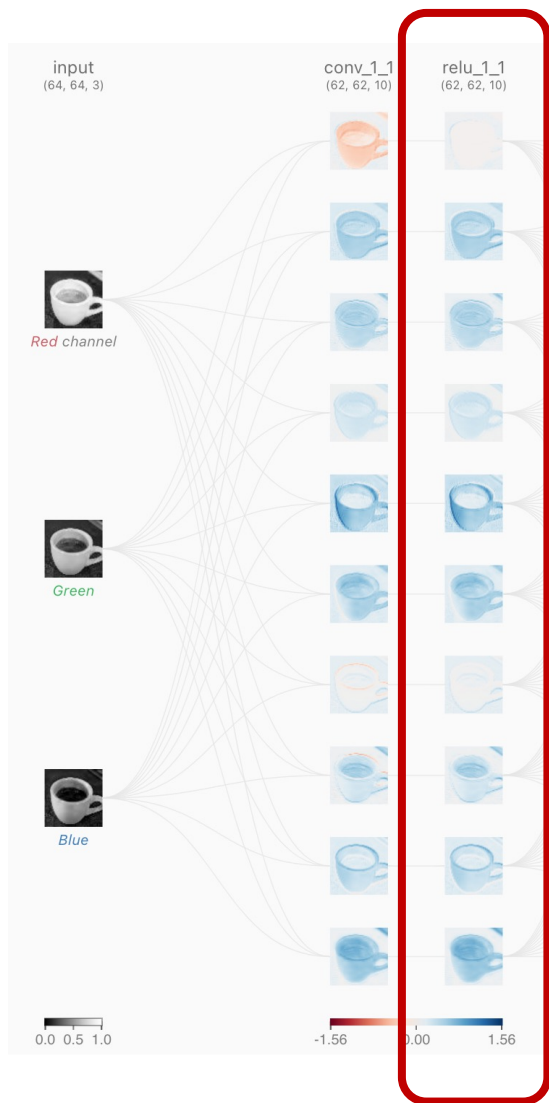 input
(64, 64, 3)
conv_1_1
(62, 62, 10)
relu_1_1
(62, 62, 10)
Red channel
Green
Blue
0.0 0.5 1.0
-1.56 0.00 1.56